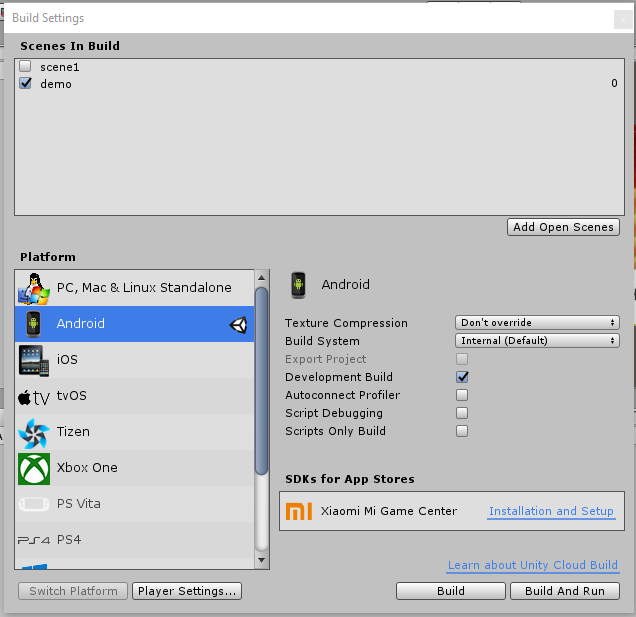 Build Settings
Scenes In Build
scene1
demo 0
Add Open Scenes
Platform
PC, Mac & Linux Standalone
Android
iOS
tv tvOS
Tizen
Xbox One
PS Vita
PS4 PS4
Android
Texture Compression Don't override
Build System Internal (Default)
Export Project
Development Build
Autoconnect Profiler
Script Debugging
Scripts Only Build
SDKs for App Stores
mi Xiaomi Mi Game Center Installation and Setup
Learn about Unity Cloud Build
Switch Platform Player Settings... Build Build And Run